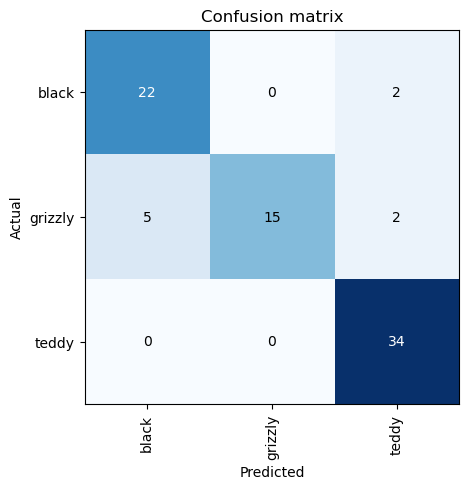 Confusion matrix
Actual
black 22 0 2
grizzly 5 15 2
teddy 0 0 34
black grizzly teddy
Predicted